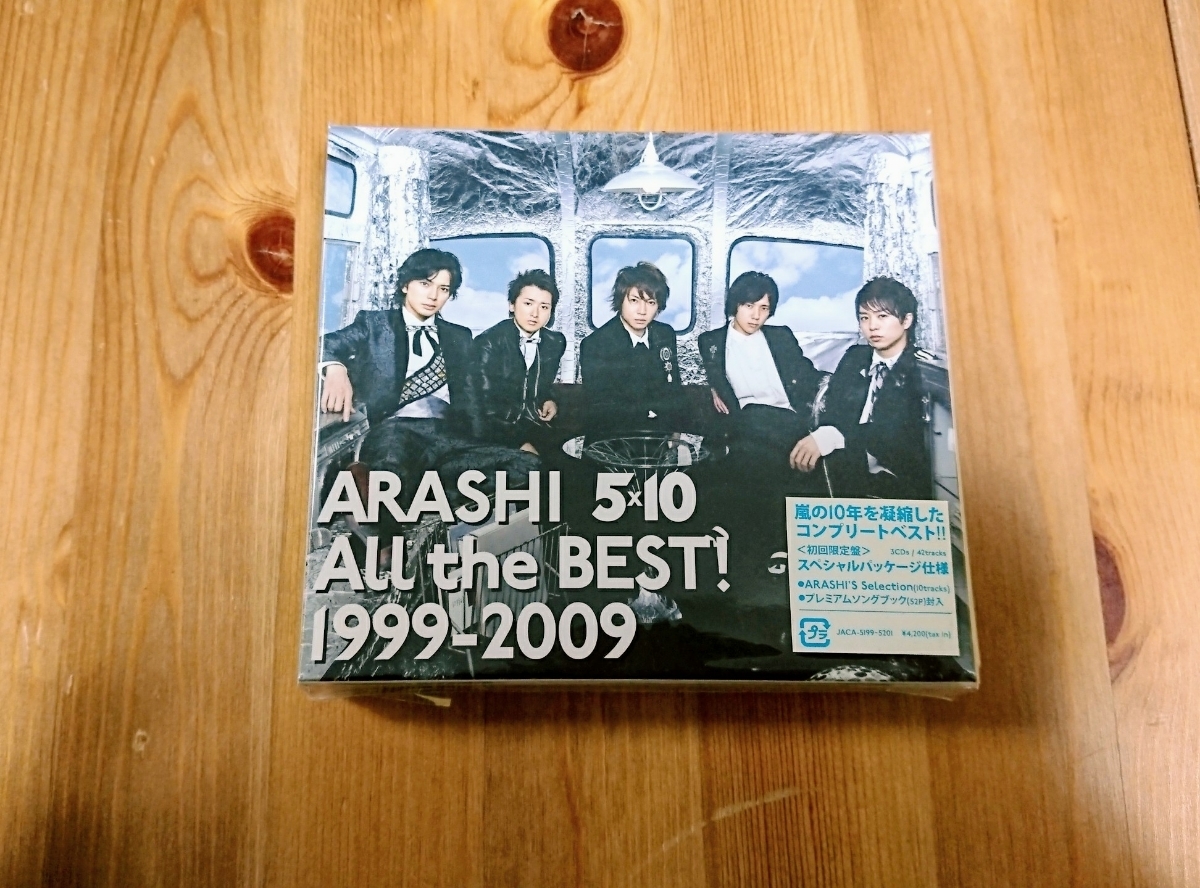 ARASHI 5×10
All the BEST!
1999-2009
嵐の10年を凝縮した
コンプリートベスト!!
<初回限定盤> 3CDs / 42tracks
スペシャルパッケージ仕様
●ARASHI'S Selection(10tracks)
●プレミアムソングブック(52P)封入
プラ JACA-5199-5201 ¥4,200(tax in)